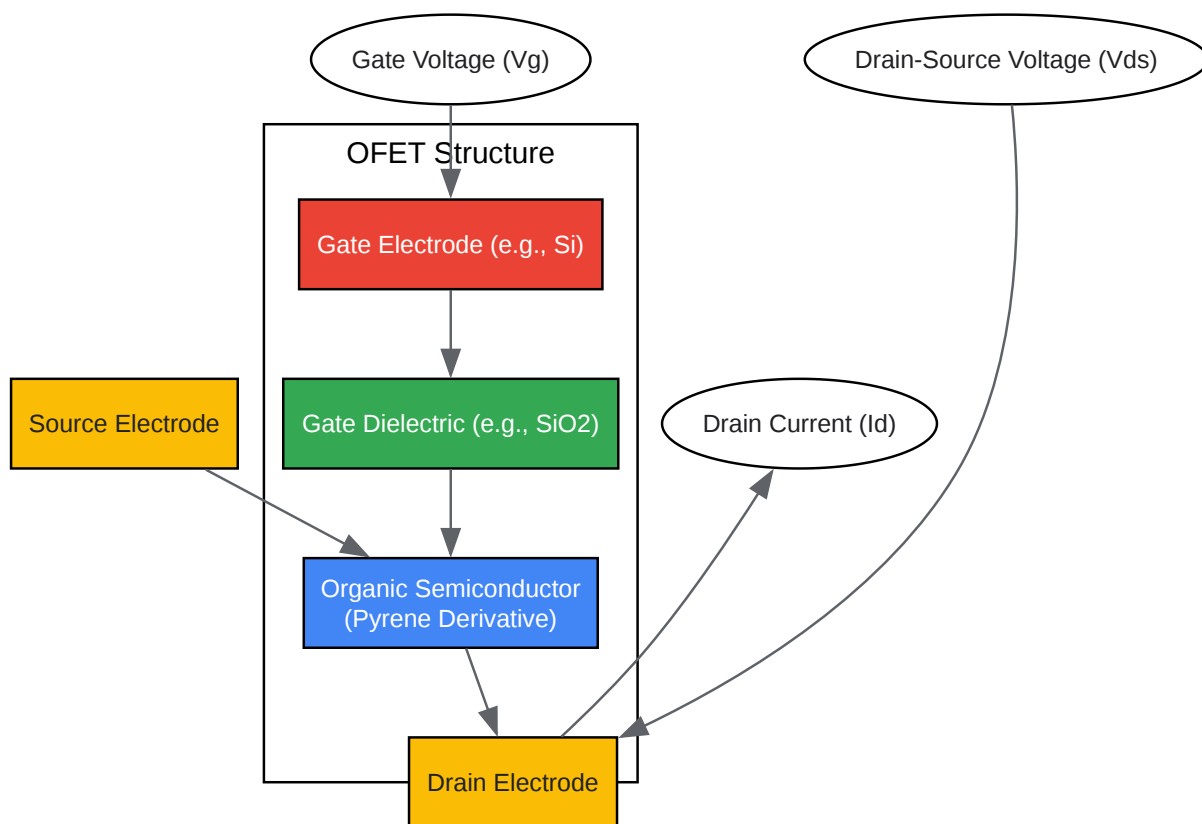 Gate Voltage (Vg)
Drain-Source Voltage (Vds)
OFET Structure
Gate Electrode (e.g., Si)
Source Electrode
Gate Dielectric (e.g., SiO2)
Drain Current (Id)
Organic Semiconductor
(Pyrene Derivative)
Drain Electrode